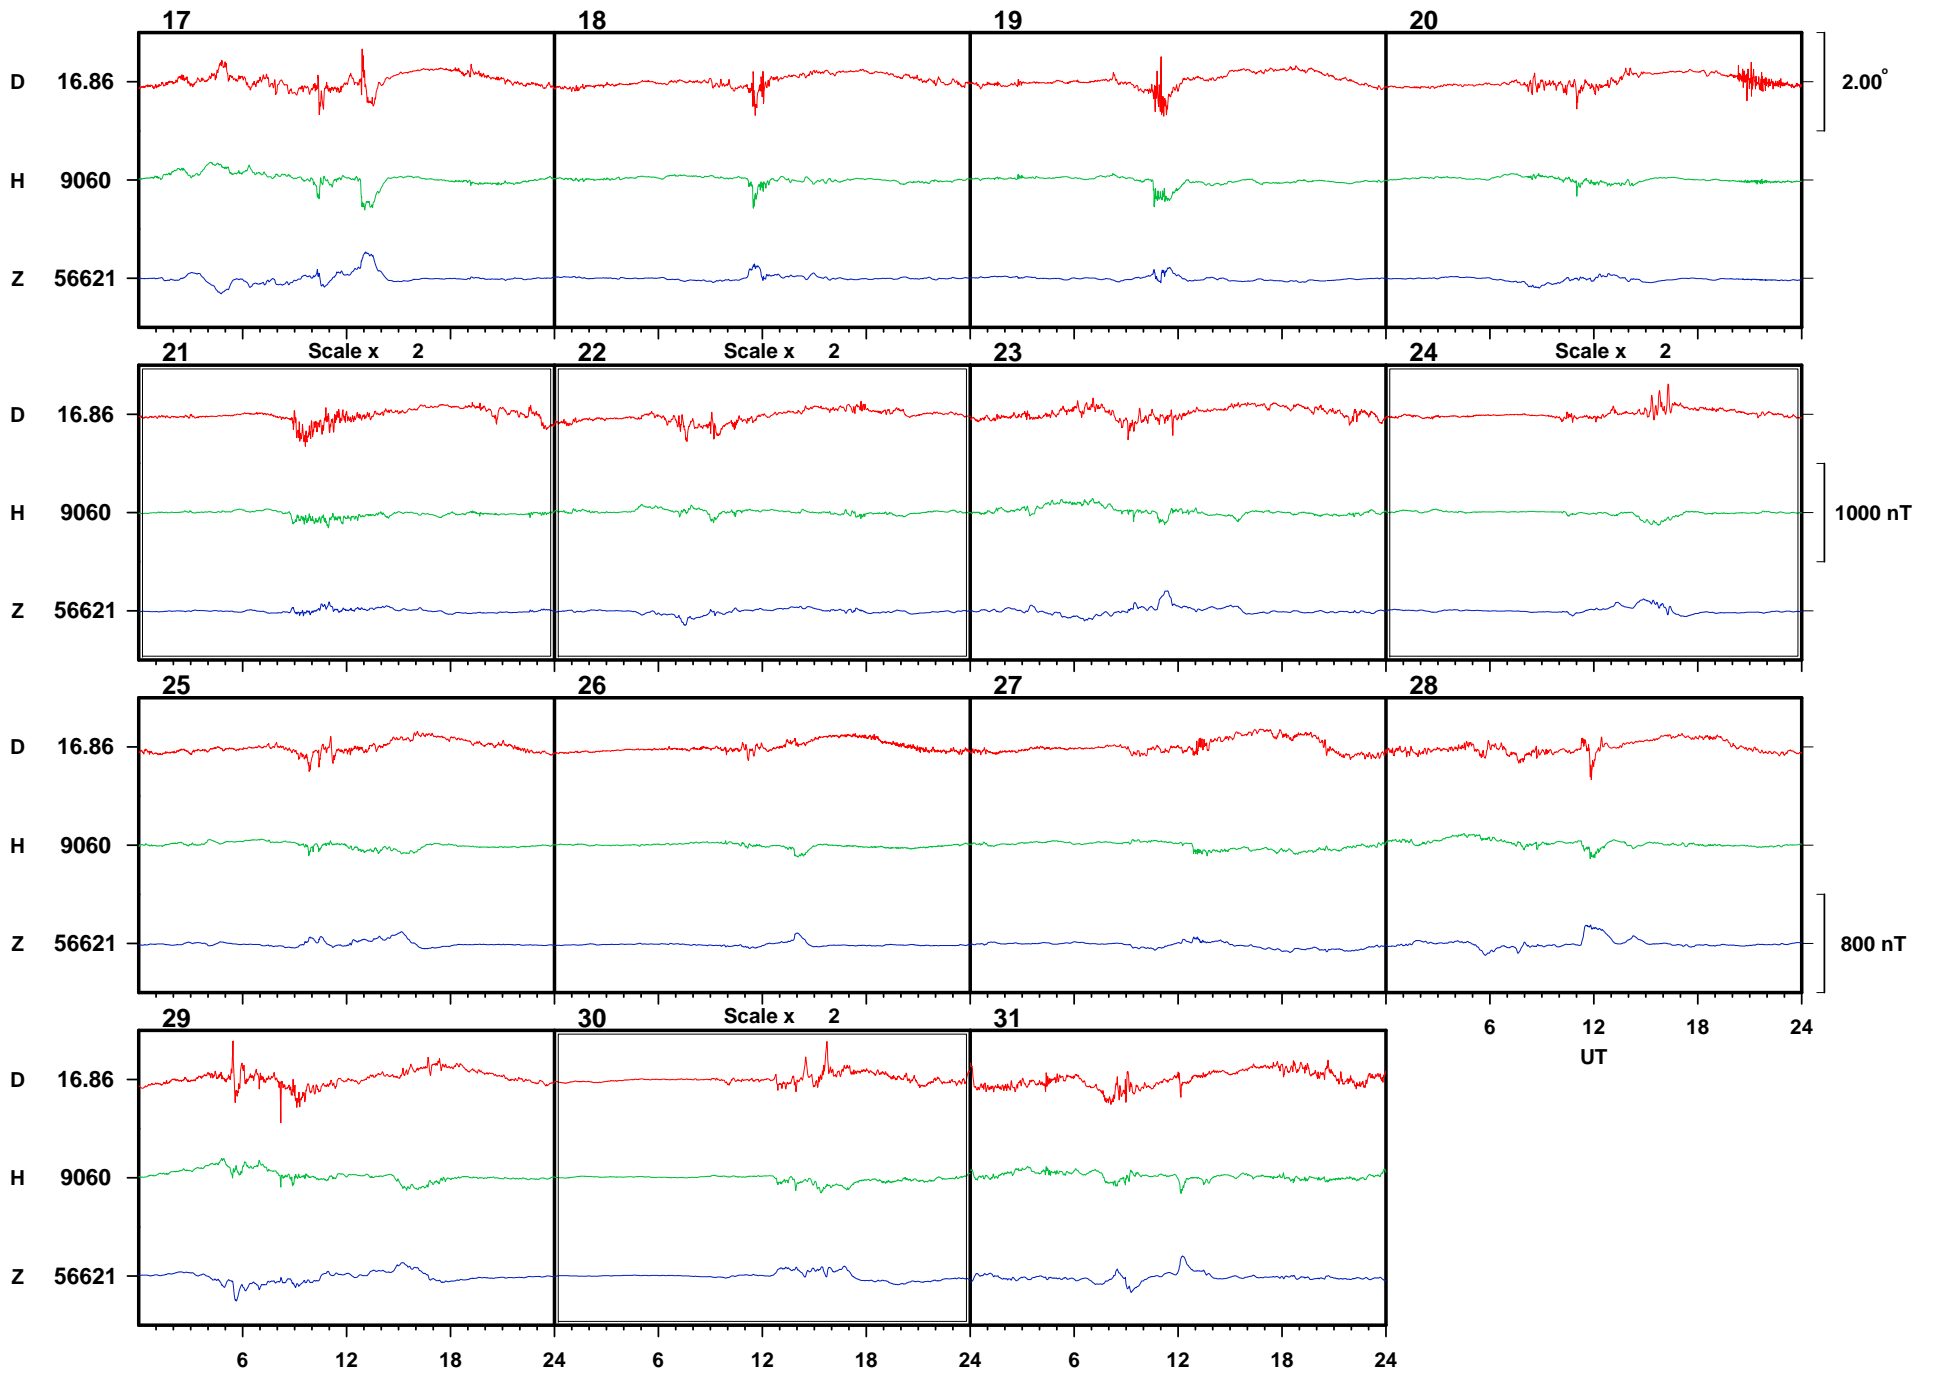 17 18 19 20
D 16.86 2.00°
H 9060
Z 56621
21 Scale x 2 22 Scale x 2 23 24 Scale x 2
D 16.86
H 9060 1000 nT
Z 56621
25 26 27 28
D 16.86
H 9060
Z 56621 800 nT
29 30 Scale x 2 31 6 12 18 24
UT
D 16.86
H 9060
Z 56621
6 12 18 24 6 12 18 24 6 12 18 24